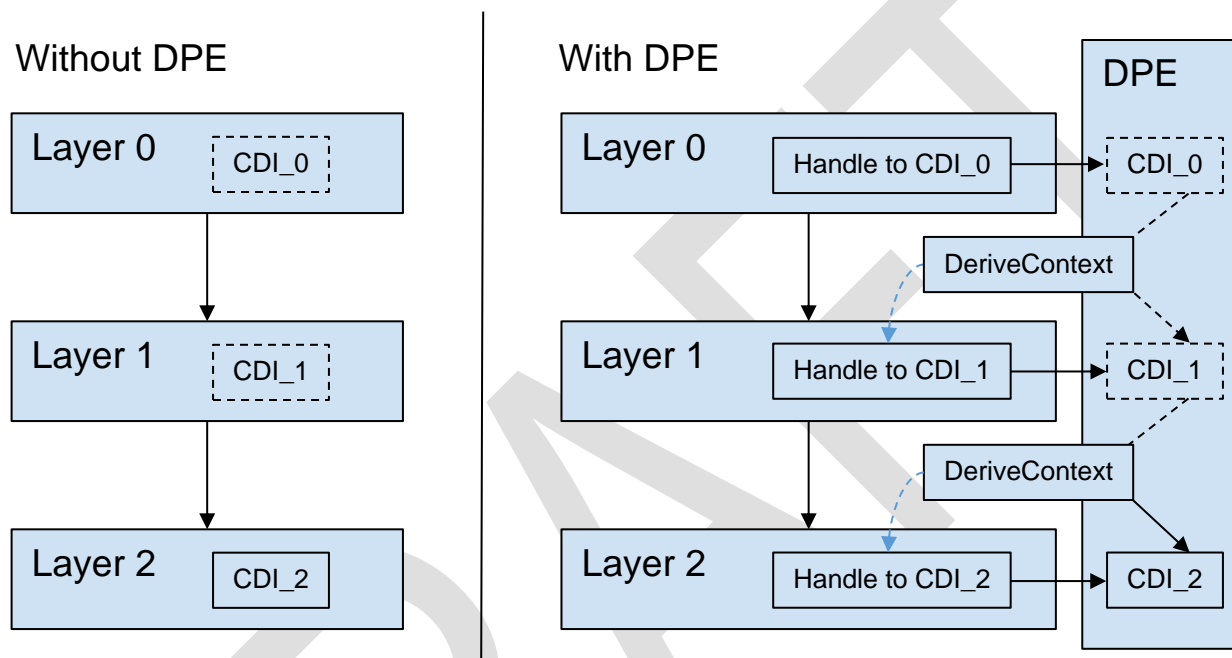 Without DPE
Layer 0
CDI_0
Layer 1
CDI_1
Layer 2
CDI_2
With DPE
DPE
Layer 0
Handle to CDI_0
CDI_0
DeriveContext
Layer 1
Handle to CDI_1
CDI_1
DeriveContext
Layer 2
Handle to CDI_2
CDI_2
DRAFT